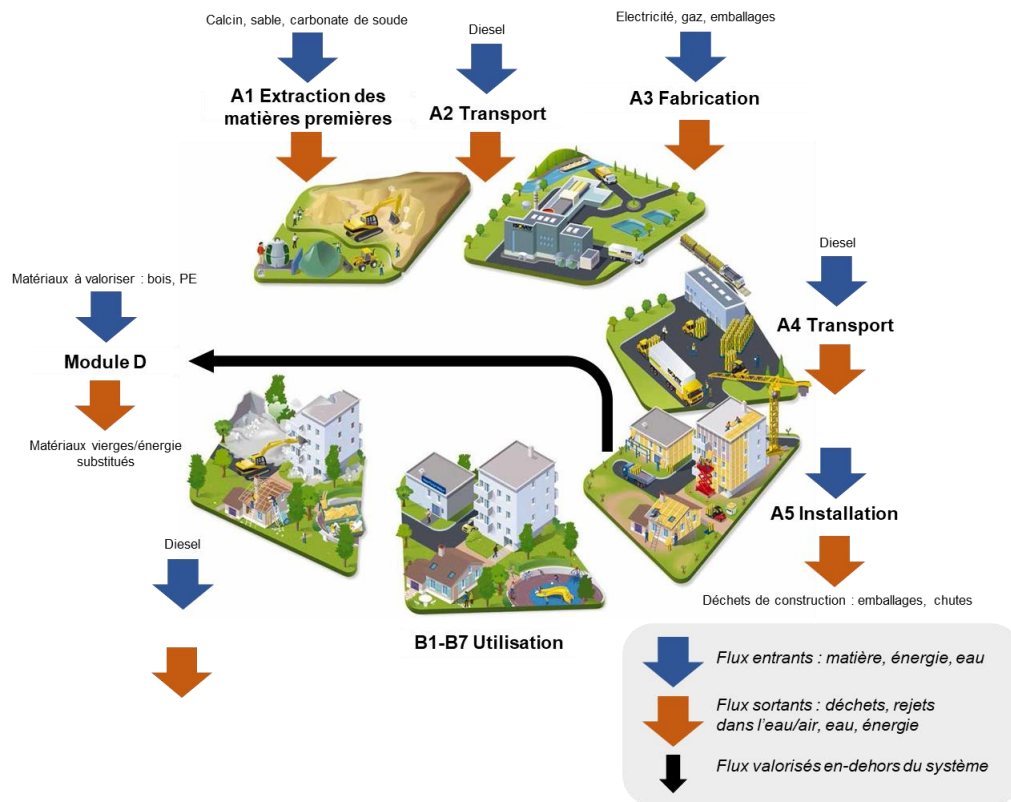 Calcin, sable, carbonate de soude
Diesel
Electricité, gaz, emballages
A1 Extraction des
matières premières
A2 Transport
A3 Fabrication
Diesel
Matériaux à valoriser : bois, PE
A4 Transport
Module D
Matériaux vierges/énergie
substitués
A5 Installation
Diesel
Déchets de construction : emballages, chutes
B1-B7 Utilisation
Flux entrants : matière, énergie, eau
Flux sortants : déchets, rejets
dans l'eau/air, eau, énergie
Flux valorisés en-dehors du système